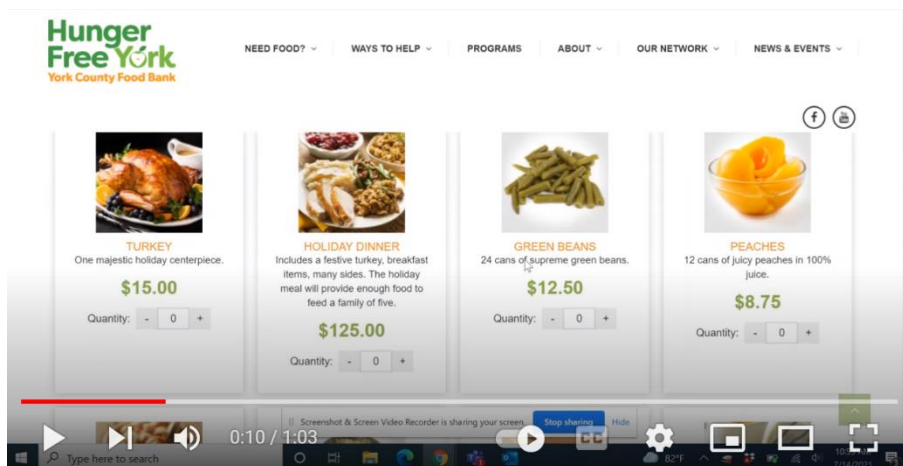 Hunger
Free York
York County Food Bank
NEED FOOD? WAYS TO HELP PROGRAMS ABOUT OUR NETWORK NEWS & EVENTS
TURKEY
One majestic holiday centerpiece.
$15.00
Quantity: - 0 +
HOLIDAY DINNER
Includes a festive turkey, breakfast
items, many sides. The holiday
meal will provide enough food to
feed a family of five.
$125.00
Quantity: - 0 +
GREEN BEANS
24 cans of supreme green beans.
$12.50
Quantity: - 0 +
PEACHES
12 cans of juicy peaches in 100%
juice.
$8.75
Quantity: - 0 +
Screenshot & Screen Video Recorder is sharing your screen. Stop sharing Hide
0:10 / 1:03
CC
Type here to search
82°F